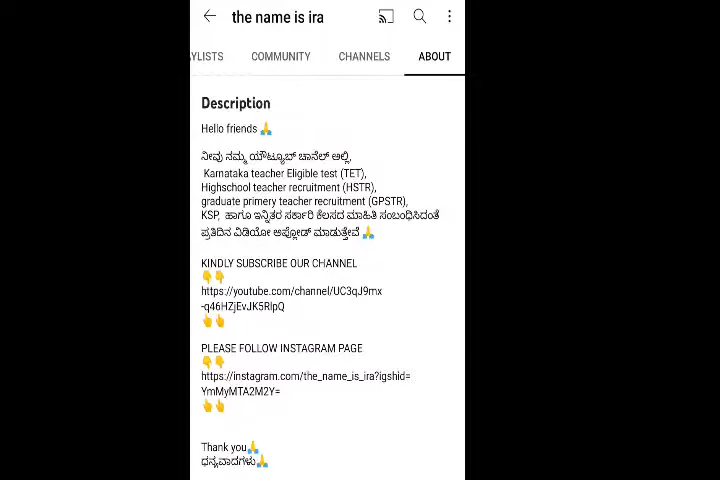 the name is ira
YLISTS COMMUNITY CHANNELS ABOUT
Description
Hello friends 🙏
ನೀವು ನಮ್ಮ ಯೌಟ್ಯೂಬ್ ಚಾನೆಲ್ ಅಲ್ಲಿ,
Karnataka teacher Eligible test (TET),
Highschool teacher recruitment (HSTR),
graduate primery teacher recruitment (GPSTR),
KSP, ಹಾಗೂ ಇನ್ನಿತರ ಸರ್ಕಾರಿ ಕೆಲಸದ ಮಾಹಿತಿ ಸಂಬಂಧಿಸಿದಂತೆ
ಪ್ರತಿದಿನ ವಿಡಿಯೋ ಅಪ್ಲೋಡ್ ಮಾಡುತ್ತೇವೆ 🙏
KINDLY SUBSCRIBE OUR CHANNEL
👇👇
https://youtube.com/channel/UC3qJ9mx
-q46HZjEvJK5RlpQ
👆👆
PLEASE FOLLOW INSTAGRAM PAGE
👇👇
https://instagram.com/the_name_is_ira?igshid=
YmMyMTA2M2Y=
👆👆
Thank you🙏
ಧನ್ಯವಾದಗಳು🙏